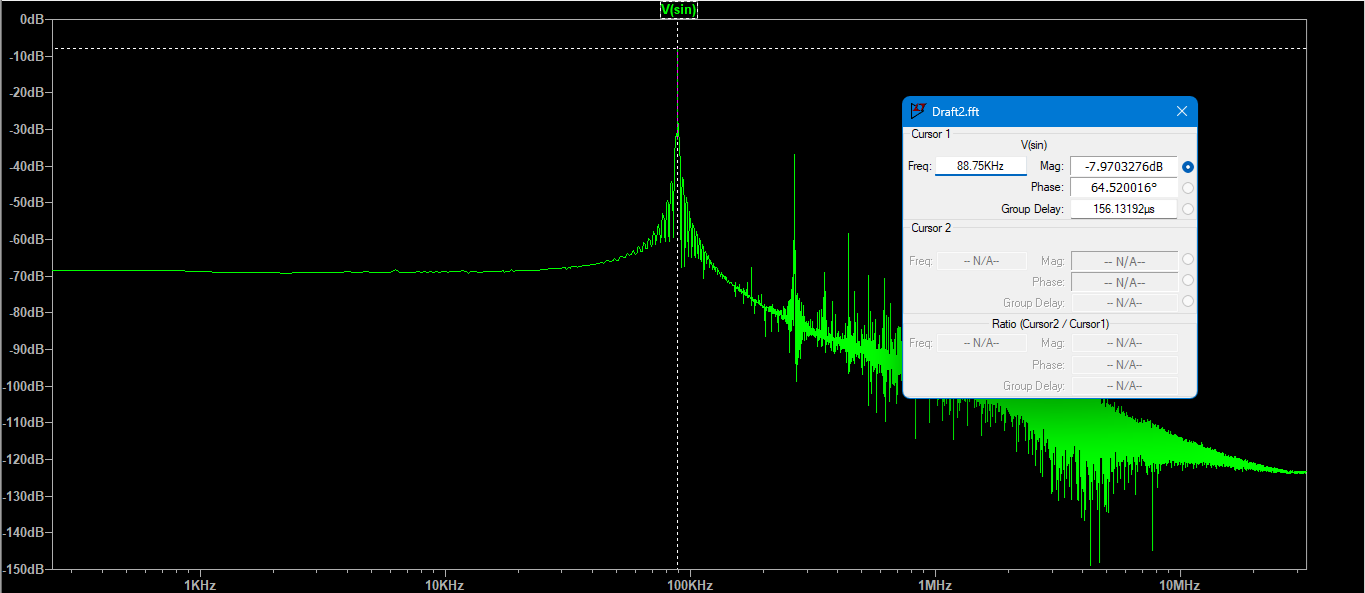 V(sin)
0dB
-10dB
-20dB
-30dB
-40dB
-50dB
-60dB
-70dB
-80dB
-90dB
-100dB
-110dB
-120dB
-130dB
-140dB
-150dB
1KHz 10KHz 100KHz 1MHz 10MHz
Draft2.fft
Cursor 1
V(sin)
Freq: 88.75KHz Mag: -7.9703276dB
Phase: 64.520016°
Group Delay: 156.13192µs
Cursor 2
Freq: -- N/A-- Mag: -- N/A--
Phase: -- N/A--
Group Delay: -- N/A--
Ratio (Cursor2 / Cursor1)
Freq: -- N/A-- Mag: -- N/A--
Phase: -- N/A--
Group Delay: -- N/A--